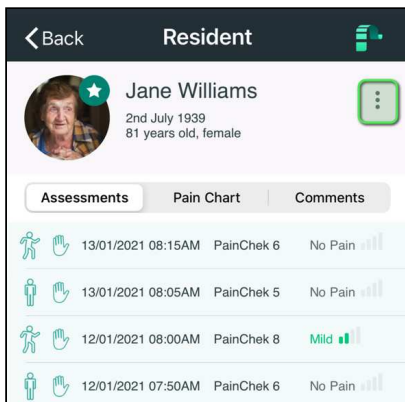 Back Resident
Jane Williams
2nd July 1939
81 years old, female
Assessments Pain Chart Comments
13/01/2021 08:15AM PainChek 6 No Pain
13/01/2021 08:05AM PainChek 5 No Pain
12/01/2021 08:00AM PainChek 8 Mild
12/01/2021 07:50AM PainChek 6 No Pain